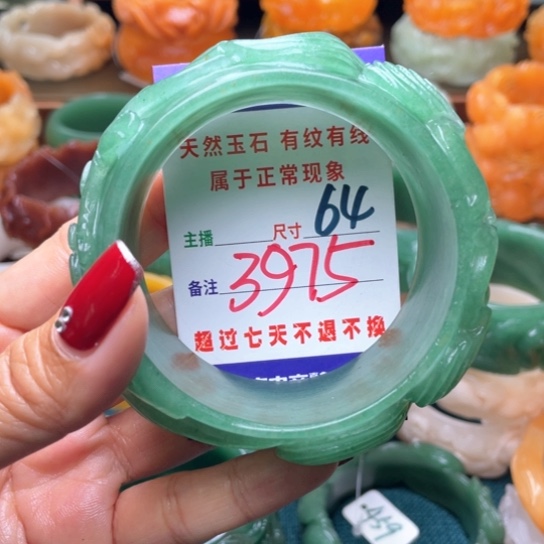 天然玉石 有纹有线
属于正常现象
主播 尺寸 64
备注 3975
超过七天不退不换